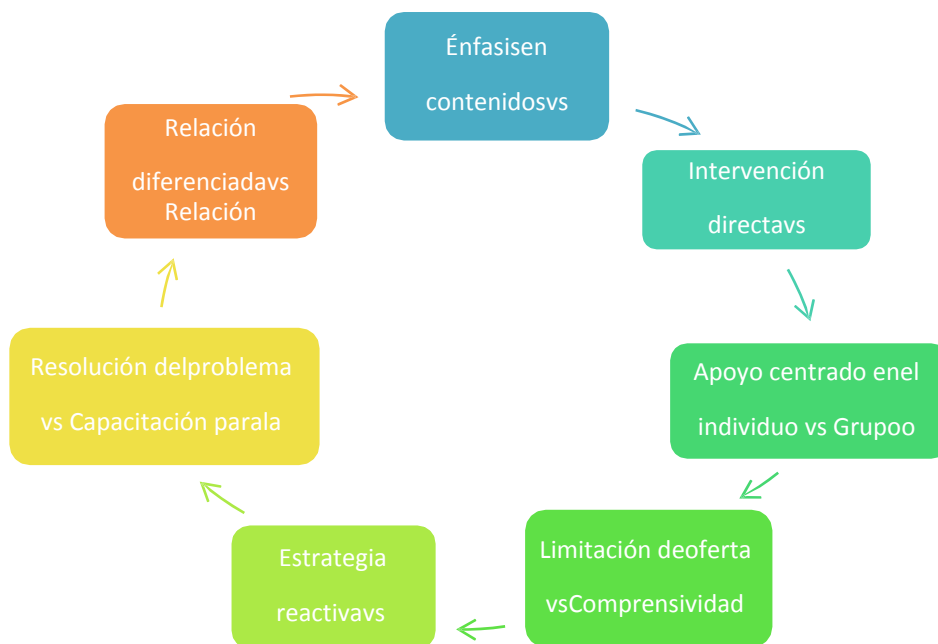 Énfasisen
contenidosvs
Intervención
directavs
Apoyo centrado enel
individuo vs Grupoo
Limitación deoferta
vsComprensividad
Estrategia
reactivavs
Resolución delproblema
vs Capacitación parala
Relación
diferenciadavs
Relación